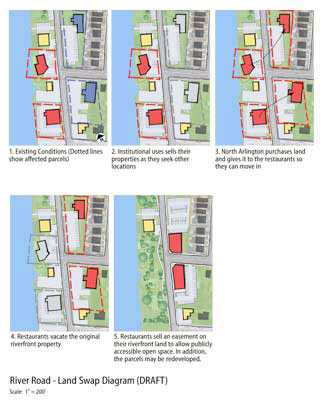 1. Existing Conditions (Dotted lines
show affected parcels)
2. Institutional uses sells their
properties as they seek other
locations
3. North Arlington purchases land
and gives it to the restaurants so
they can move in
4. Restaurants vacate the original
riverfront property
5. Restaurants sell an easement on
their riverfront land to allow publicly
accessible open space. In addition,
the parcels may be redeveloped.
River Road - Land Swap Diagram (DRAFT)
Scale: 1" = 200'